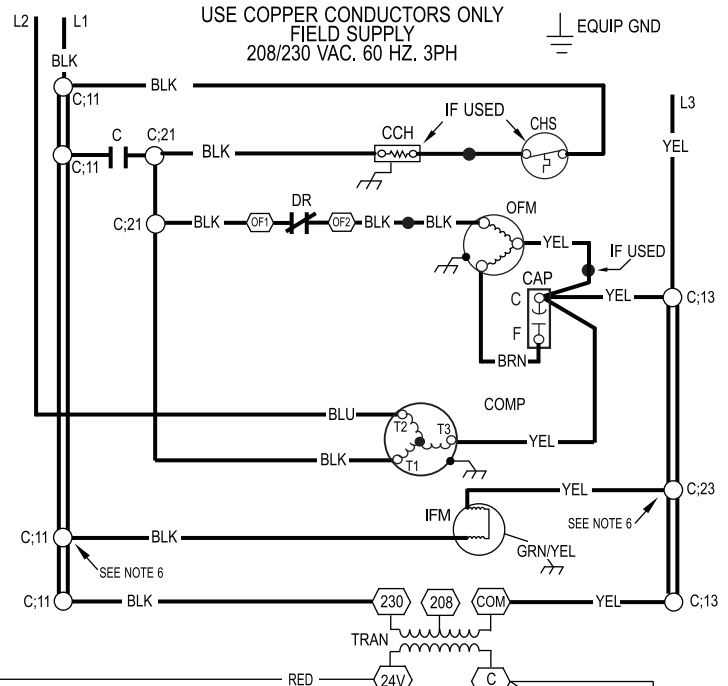 USE COPPER CONDUCTORS ONLY
FIELD SUPPLY
208/230 VAC. 60 HZ. 3PH
L2
L1
EQUIP GND
BLK
C;11
BLK
L3
IF USED
C
C;21
CCH
CHS
C;11
BLK
YEL
DR
OFM
C;21
BLK
OF1
OF2
BLK
BLK
YEL
IF USED
CAP
C
YEL
C;13
F
BRN
COMP
BLU
T2
T3
YEL
BLK
T1
YEL
C;23
IFM
SEE NOTE 6
C;11
BLK
GRN/YEL
SEE NOTE 6
C;11
BLK
230
208
COM
YEL
C;13
TRAN
RED
24V
C